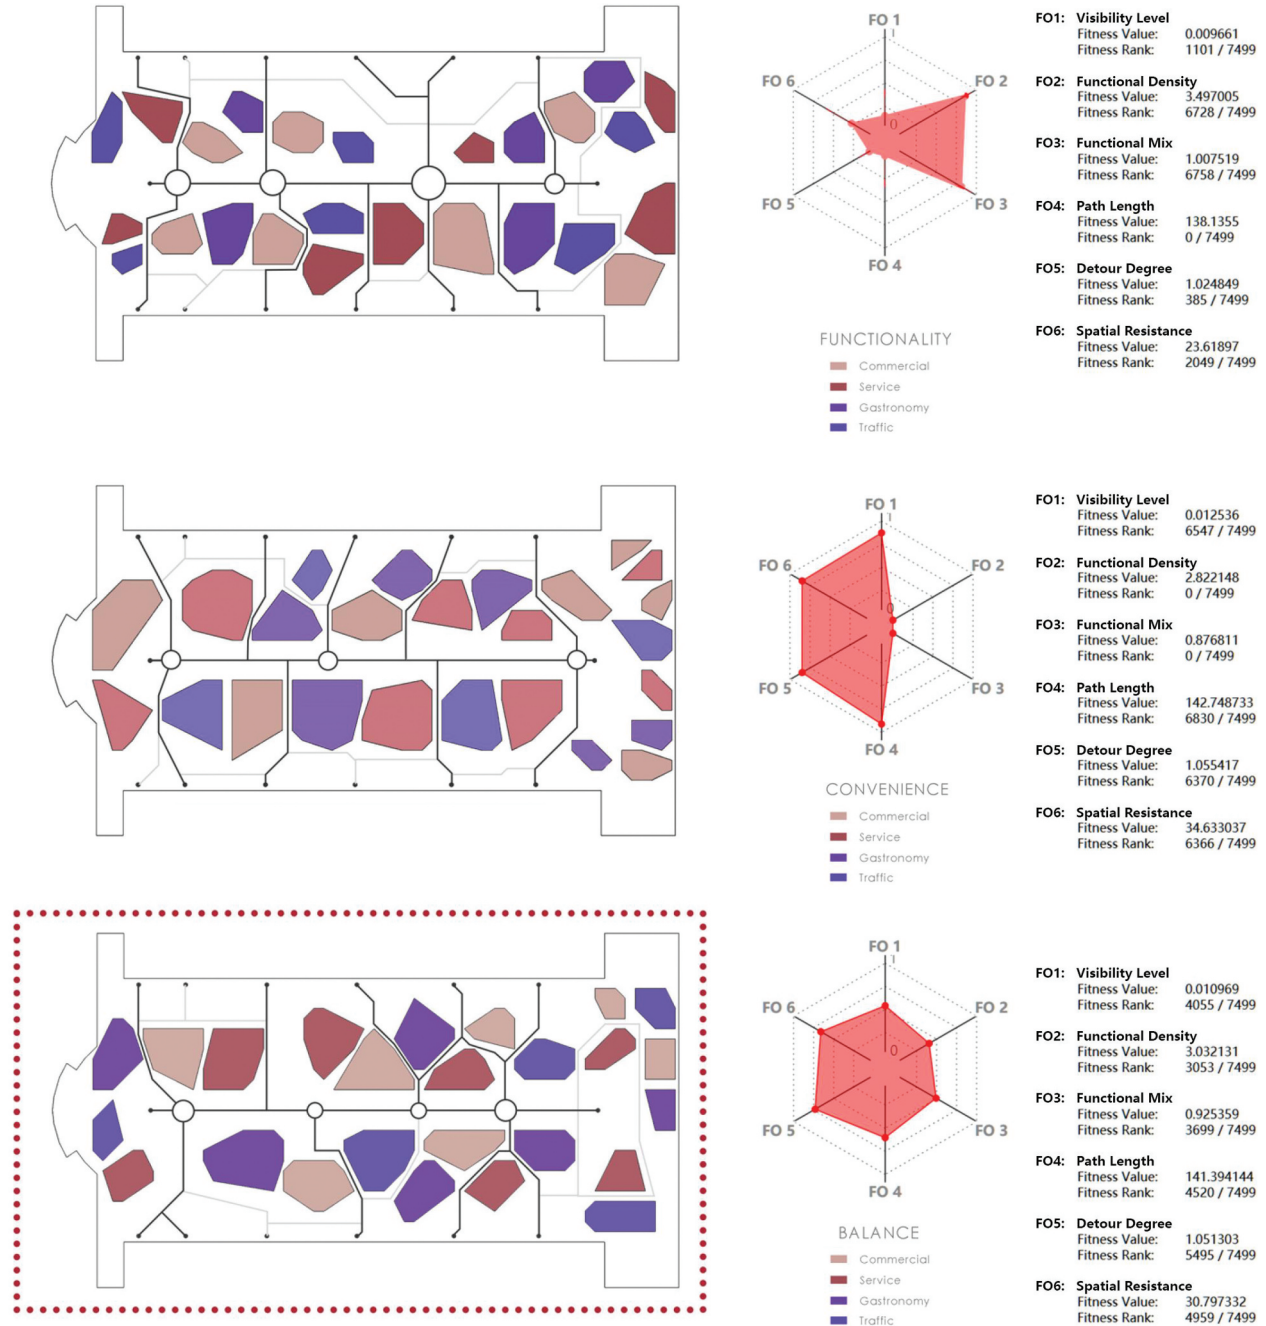 FO 1
1
FO 2
FO 6
0
FO 5
FO 3
FO 4
FUNCTIONALITY
Commercial
Service
Gastronomy
Traffic
FO1: Visibility Level
Fitness Value: 0.009661
Fitness Rank: 1101 / 7499
FO2: Functional Density
Fitness Value: 3.497005
Fitness Rank: 6728 / 7499
FO3: Functional Mix
Fitness Value: 1.007519
Fitness Rank: 6758 / 7499
FO4: Path Length
Fitness Value: 138.1355
Fitness Rank: 0 / 7499
FO5: Detour Degree
Fitness Value: 1.024849
Fitness Rank: 385 / 7499
FO6: Spatial Resistance
Fitness Value: 23.61897
Fitness Rank: 2049 / 7499
FO 1
1
FO 6
FO 2
0
FO 5
FO 3
FO 4
CONVENIENCE
Commercial
Service
Gastronomy
Traffic
FO1: Visibility Level
Fitness Value: 0.012536
Fitness Rank: 6547 / 7499
FO2: Functional Density
Fitness Value: 2.822148
Fitness Rank: 0 / 7499
FO3: Functional Mix
Fitness Value: 0.876811
Fitness Rank: 0 / 7499
FO4: Path Length
Fitness Value: 142.748733
Fitness Rank: 6830 / 7499
FO5: Detour Degree
Fitness Value: 1.055417
Fitness Rank: 6370 / 7499
FO6: Spatial Resistance
Fitness Value: 34.633037
Fitness Rank: 6366 / 7499
FO 1
1
FO 6
FO 2
0
FO 5
FO 3
FO 4
BALANCE
Commercial
Service
Gastronomy
Traffic
FO1: Visibility Level
Fitness Value: 0.010969
Fitness Rank: 4055 / 7499
FO2: Functional Density
Fitness Value: 3.032131
Fitness Rank: 3053 / 7499
FO3: Functional Mix
Fitness Value: 0.925359
Fitness Rank: 3699 / 7499
FO4: Path Length
Fitness Value: 141.394144
Fitness Rank: 4520 / 7499
FO5: Detour Degree
Fitness Value: 1.051303
Fitness Rank: 5495 / 7499
FO6: Spatial Resistance
Fitness Value: 30.797332
Fitness Rank: 4959 / 7499